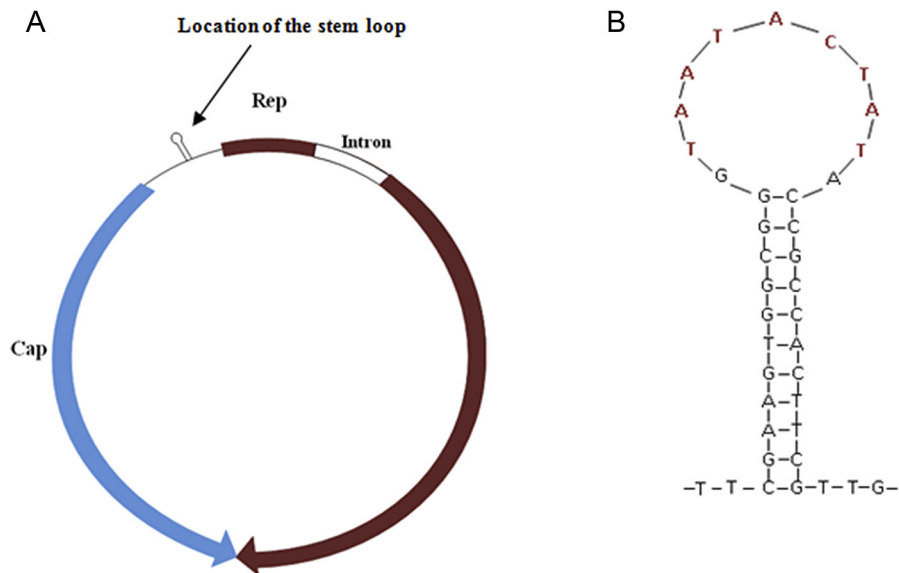 A
Location of the stem loop
Rep
Intron
Cap
B
A
T C
A T
A A
T T
G A
G–C
G–C
C–G
G–C
G–C
T–A
G–C
A–T
A–T
G–C
–T–T–C–G–T–T–G–